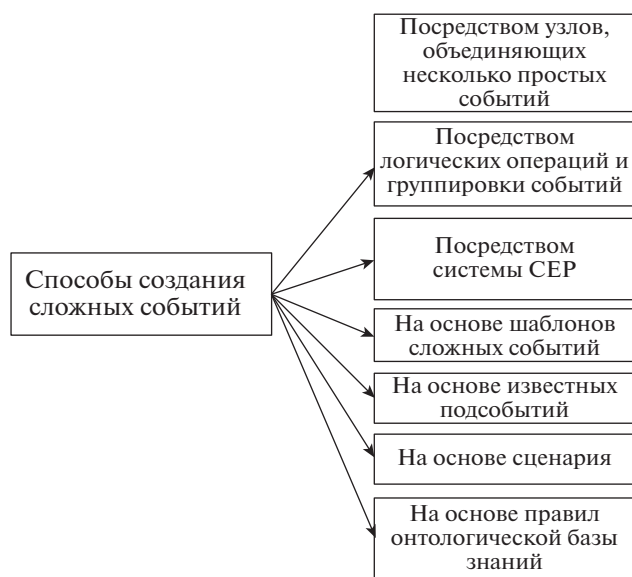 Посредством узлов,
объединяющих
несколько простых
событий
Посредством
логических операций и
группировки событий
Способы создания
сложных событий
Посредством
системы CEP
На основе шаблонов
сложных событий
На основе известных
подсобытий
На основе сценария
На основе правил
онтологической базы
знаний